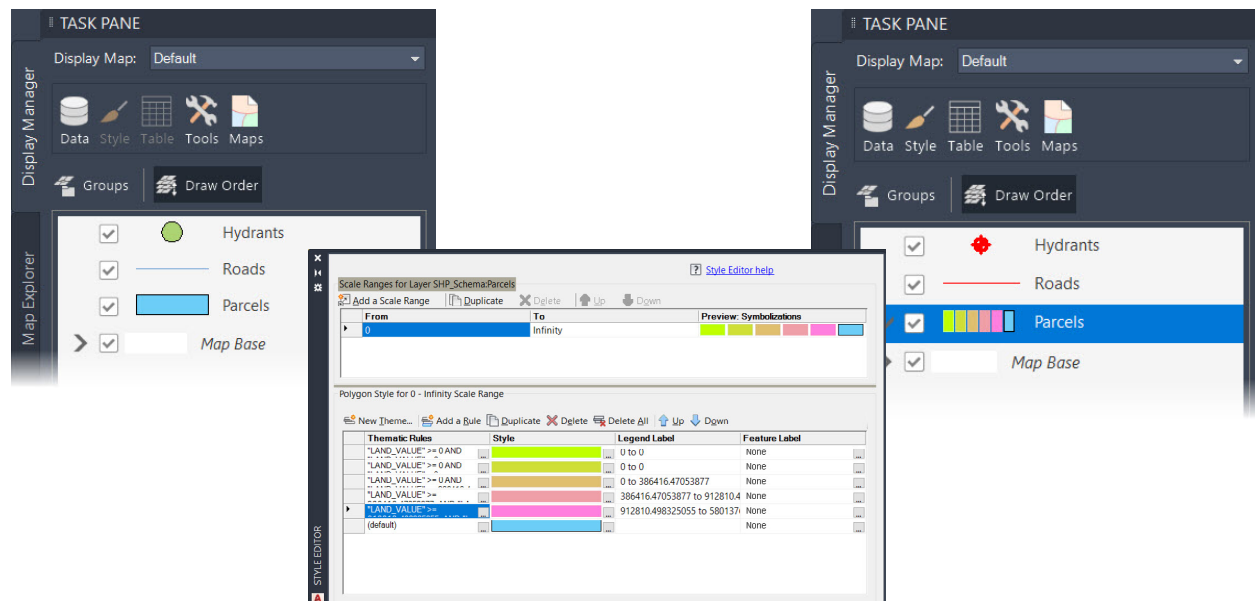 TASK PANE
Display Map: Default
Display Manager
Data Style Table Tools Maps
Groups Draw Order
Map Explorer
Hydrants
Roads
Parcels
Map Base
Style Editor help
Scale Ranges for Layer SHP_Schema:Parcels
Add a Scale Range Duplicate Delete Up Down
From To Preview: Symbolizations
0 Infinity
Polygon Style for 0 - Infinity Scale Range
New Theme... Add a Rule Duplicate Delete Delete All Up Down
Thematic Rules Style Legend Label Feature Label
"LAND_VALUE" >= 0 AND ... ... 0 to 0 None ...
"LAND_VALUE" >= 0 AND ... ... 0 to 0 None ...
"LAND_VALUE" >= 0 AND ... ... 0 to 386416.47053877 None ...
"LAND_VALUE" >= ... ... 386416.47053877 to 912810.4 None ...
"LAND_VALUE" >= ... ... 912810.498325055 to 580137 None ...
(default) ... ... None ...
STYLE EDITOR
TASK PANE
Display Map: Default
Display Manager
Data Style Table Tools Maps
Groups Draw Order
Hydrants
Roads
Parcels
Map Base